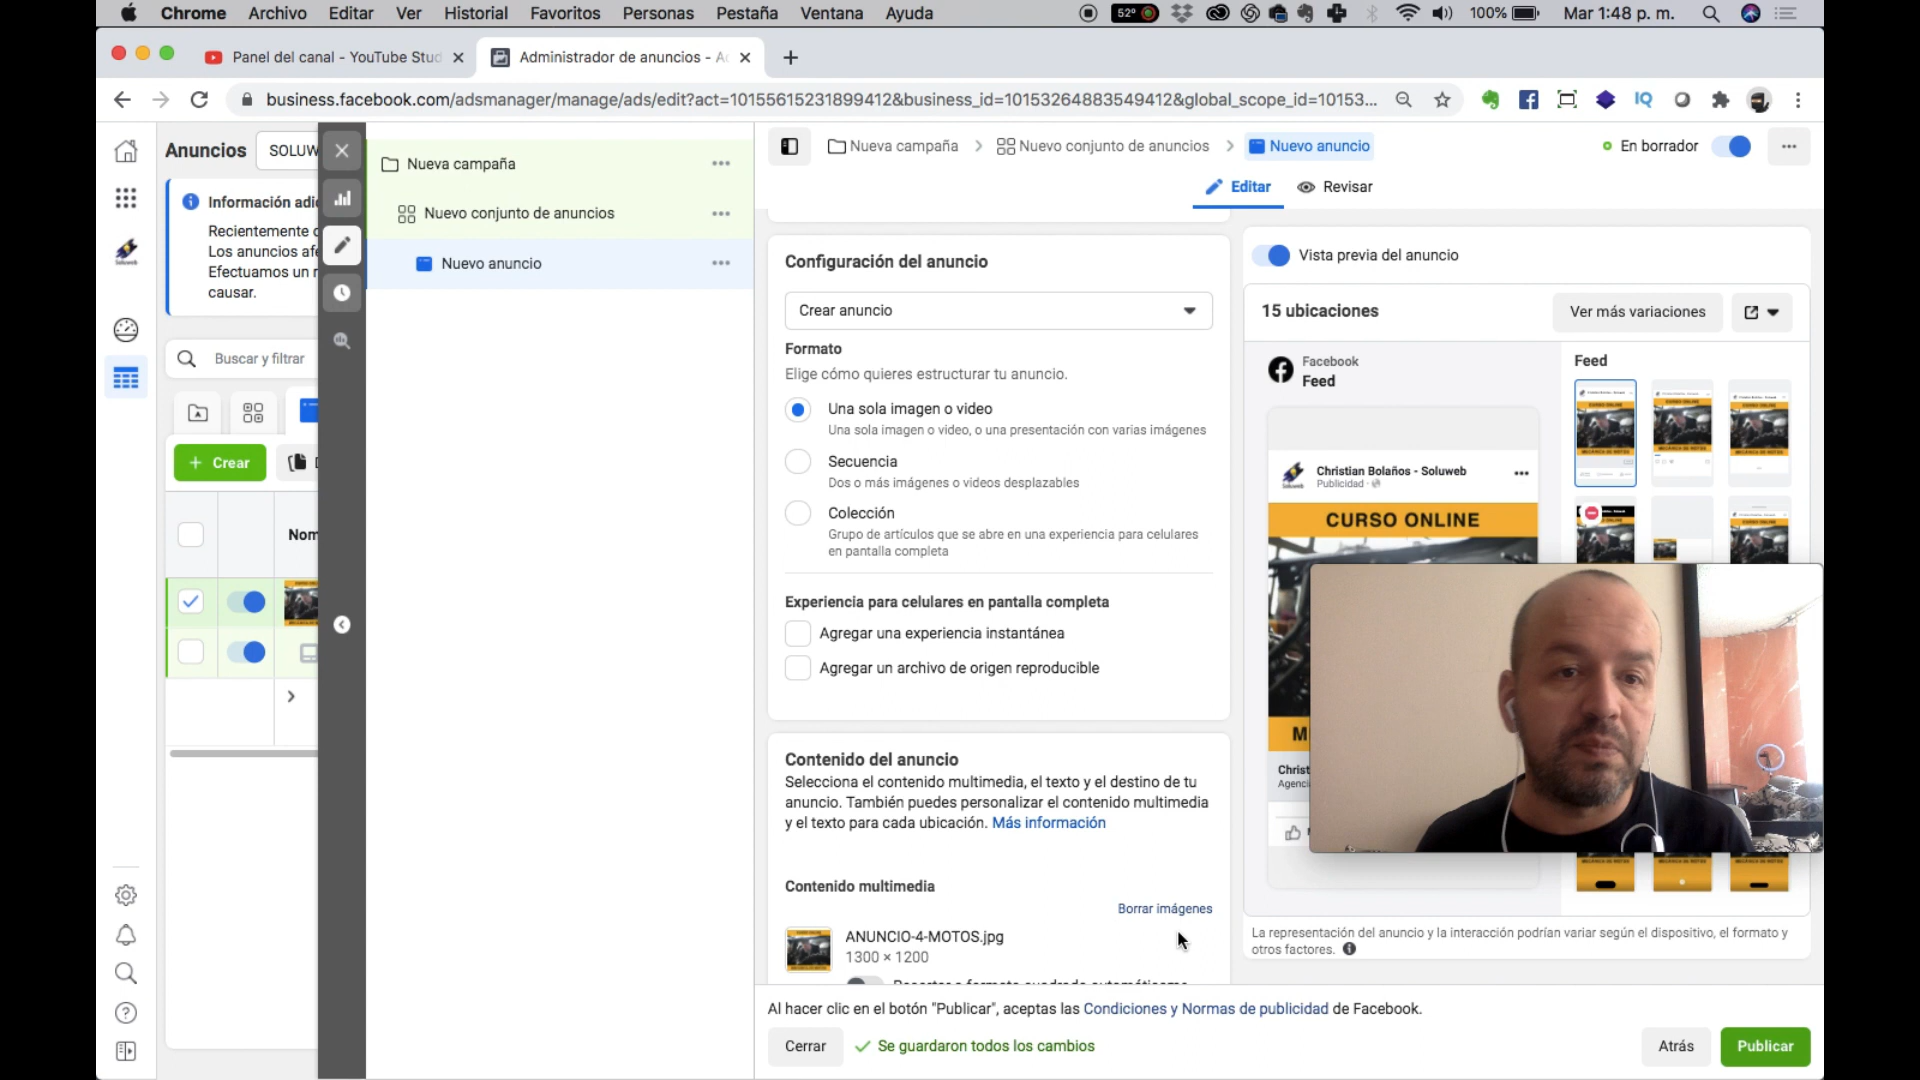 Chrome Archivo Editar Ver Historial Favoritos Personas Pestaña Ventana Ayuda
52° 100% Mar 1:48 p. m.
Panel del canal - YouTube Stud
Administrador de anuncios - Ad
business.facebook.com/adsmanager/manage/ads/edit?act=10155615231899412&business_id=10153264883549412&global_scope_id=10153...
IQ
Anuncios
SOLUW
Información adi
Recientemente
Los anuncios afe
Efectuamos un r
causar.
Buscar y filtrar
+ Crear
Nom
Soluweb
Nueva campaña
Nuevo conjunto de anuncios
Nuevo anuncio
Nueva campaña > Nuevo conjunto de anuncios > Nuevo anuncio
En borrador
Editar
Revisar
Configuración del anuncio
Crear anuncio
Formato
Elige cómo quieres estructurar tu anuncio.
Una sola imagen o video
Una sola imagen o video, o una presentación con varias imágenes
Secuencia
Dos o más imágenes o videos desplazables
Colección
Grupo de artículos que se abre en una experiencia para celulares
en pantalla completa
Experiencia para celulares en pantalla completa
Agregar una experiencia instantánea
Agregar un archivo de origen reproducible
Contenido del anuncio
Selecciona el contenido multimedia, el texto y el destino de tu
anuncio. También puedes personalizar el contenido multimedia
y el texto para cada ubicación. Más información
Contenido multimedia
Borrar imágenes
ANUNCIO-4-MOTOS.jpg
1300 × 1200
Vista previa del anuncio
15 ubicaciones
Ver más variaciones
Facebook
Feed
Feed
Christian Bolaños - Soluweb
Publicidad
CURSO ONLINE
M
Christ
Agenci
La representación del anuncio y la interacción podrían variar según el dispositivo, el formato y
otros factores.
Al hacer clic en el botón "Publicar", aceptas las Condiciones y Normas de publicidad de Facebook.
Cerrar
Se guardaron todos los cambios
Atrás
Publicar